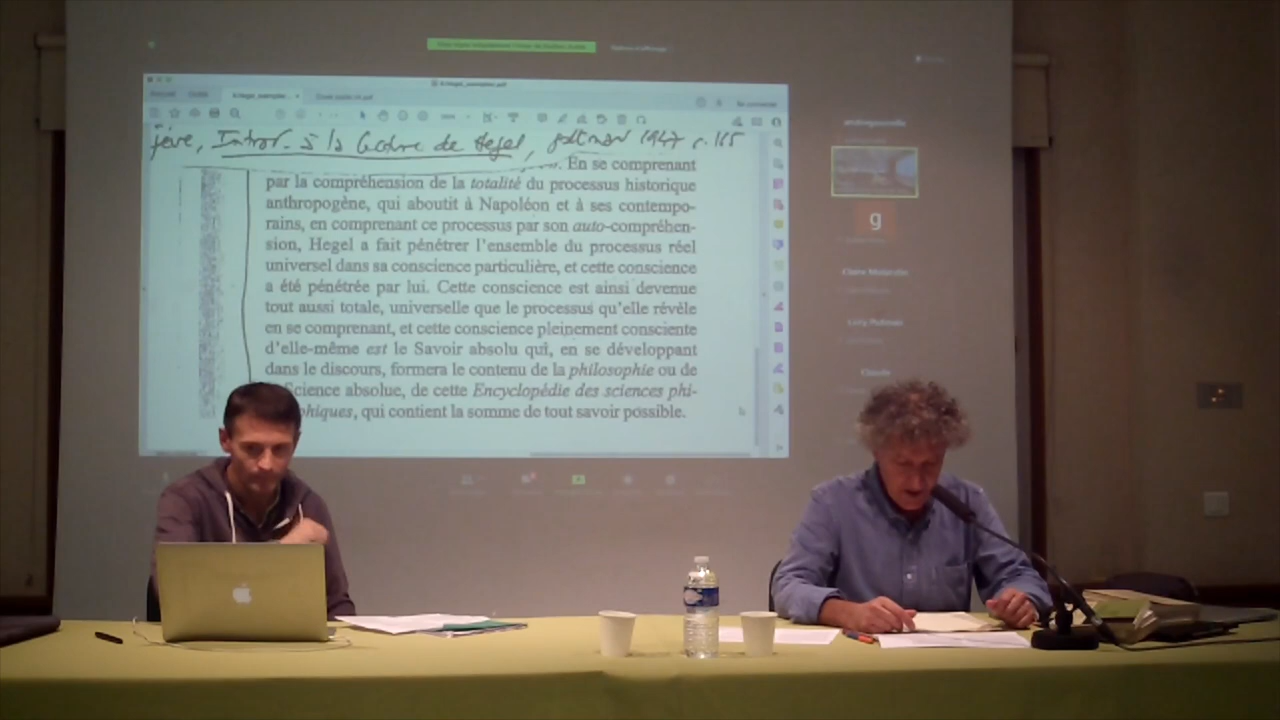 jève, Introd. à la lecture de Hegel, Gallimard 1947 p. 165
En se comprenant
par la compréhension de la totalité du processus historique
anthropogène, qui aboutit à Napoléon et à ses contempo-
rains, en comprenant ce processus par son auto-compréhen-
sion, Hegel a fait pénétrer l'ensemble du processus réel
universel dans sa conscience particulière, et cette conscience
a été pénétrée par lui. Cette conscience est ainsi devenue
tout aussi totale, universelle que le processus qu'elle révèle
en se comprenant, et cette conscience pleinement consciente
d'elle-même est le Savoir absolu qui, en se développant
dans le discours, formera le contenu de la philosophie ou de
Science absolue, de cette Encyclopédie des sciences phi-
phiques, qui contient la somme de tout savoir possible.
g